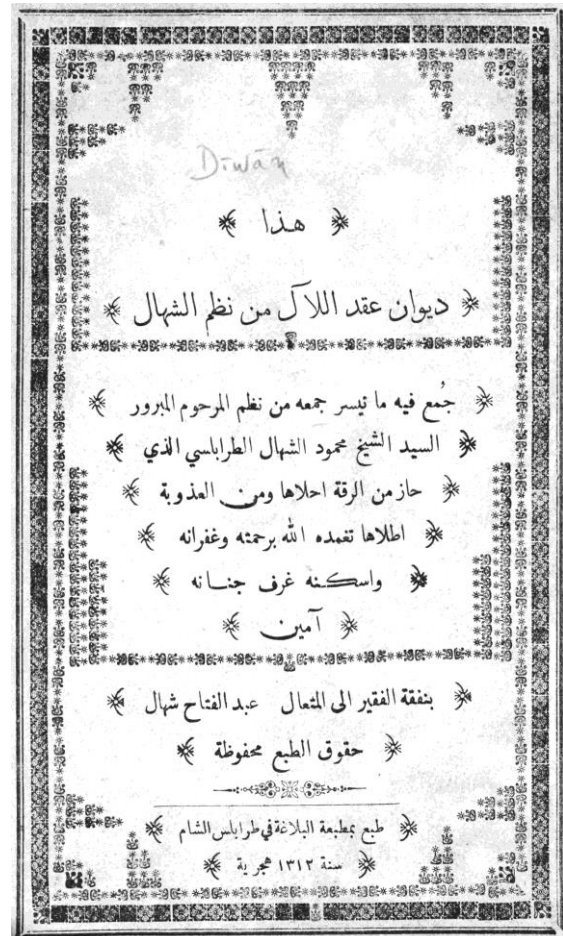 Dīwān
هذا
ديوان عقد اللآل من نظم الشهال
جُمع فيه ما تيسر جمعه من نظم المرحوم المبرور
السيد الشيخ محمود الشهال الطرابلسي الذي
حاز من الرقة احلاها ومن العذوبة
اطلاها تغمده الله برحمته وغفرانه
واسكنه غرف جنانه
آمين
بنفقة الفقير الى المتعال عبد الفتاح شهال
حقوق الطبع محفوظة
طبع بمطبعة البلاغة في طرابلس الشام
سنة ١٣١٢ هجرية